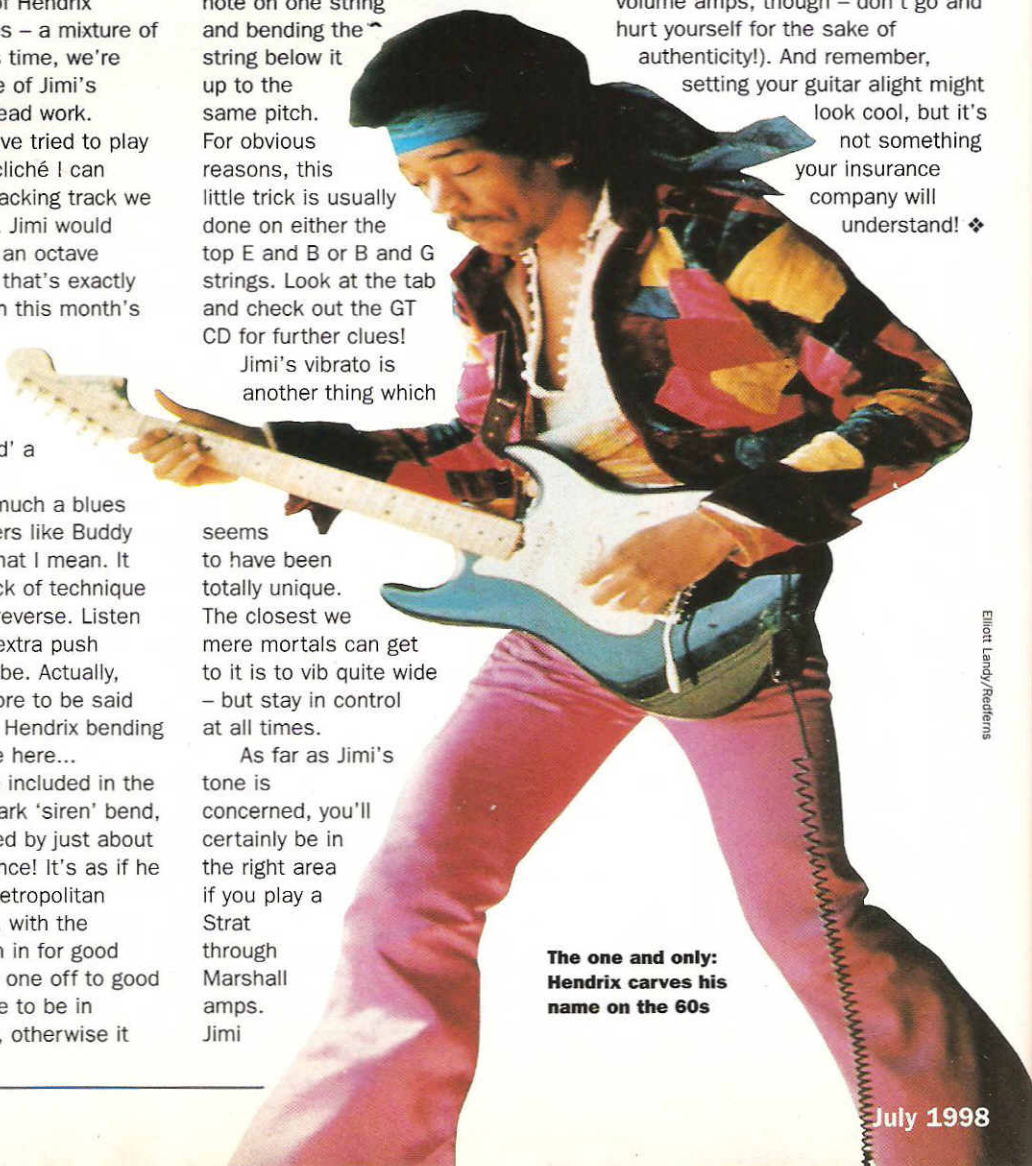 of Hendrix
s – a mixture of
time, we're
e of Jimi's
ead work.
ve tried to play
cliché I can
acking track we
Jimi would
an octave
that's exactly
n this month's
d' a
much a blues
ers like Buddy
hat I mean. It
ck of technique
reverse. Listen
extra push
be. Actually,
ore to be said
Hendrix bending
e here...
included in the
ark 'siren' bend,
ed by just about
nce! It's as if he
etropolitan
, with the
n in for good
one off to good
e to be in
, otherwise it
note on one string
and bending the
string below it
up to the
same pitch.
For obvious
reasons, this
little trick is usually
done on either the
top E and B or B and G
strings. Look at the tab
and check out the GT
CD for further clues!
Jimi's vibrato is
another thing which
seems
to have been
totally unique.
The closest we
mere mortals can get
to it is to vib quite wide
– but stay in control
at all times.
As far as Jimi's
tone is
concerned, you'll
certainly be in
the right area
if you play a
Strat
through
Marshall
amps.
Jimi
volume amps, though – don't go and
hurt yourself for the sake of
authenticity!). And remember,
setting your guitar alight might
look cool, but it's
not something
your insurance
company will
understand! ❖
Elliott Landy/Redferns
The one and only:
Hendrix carves his
name on the 60s
July 1998